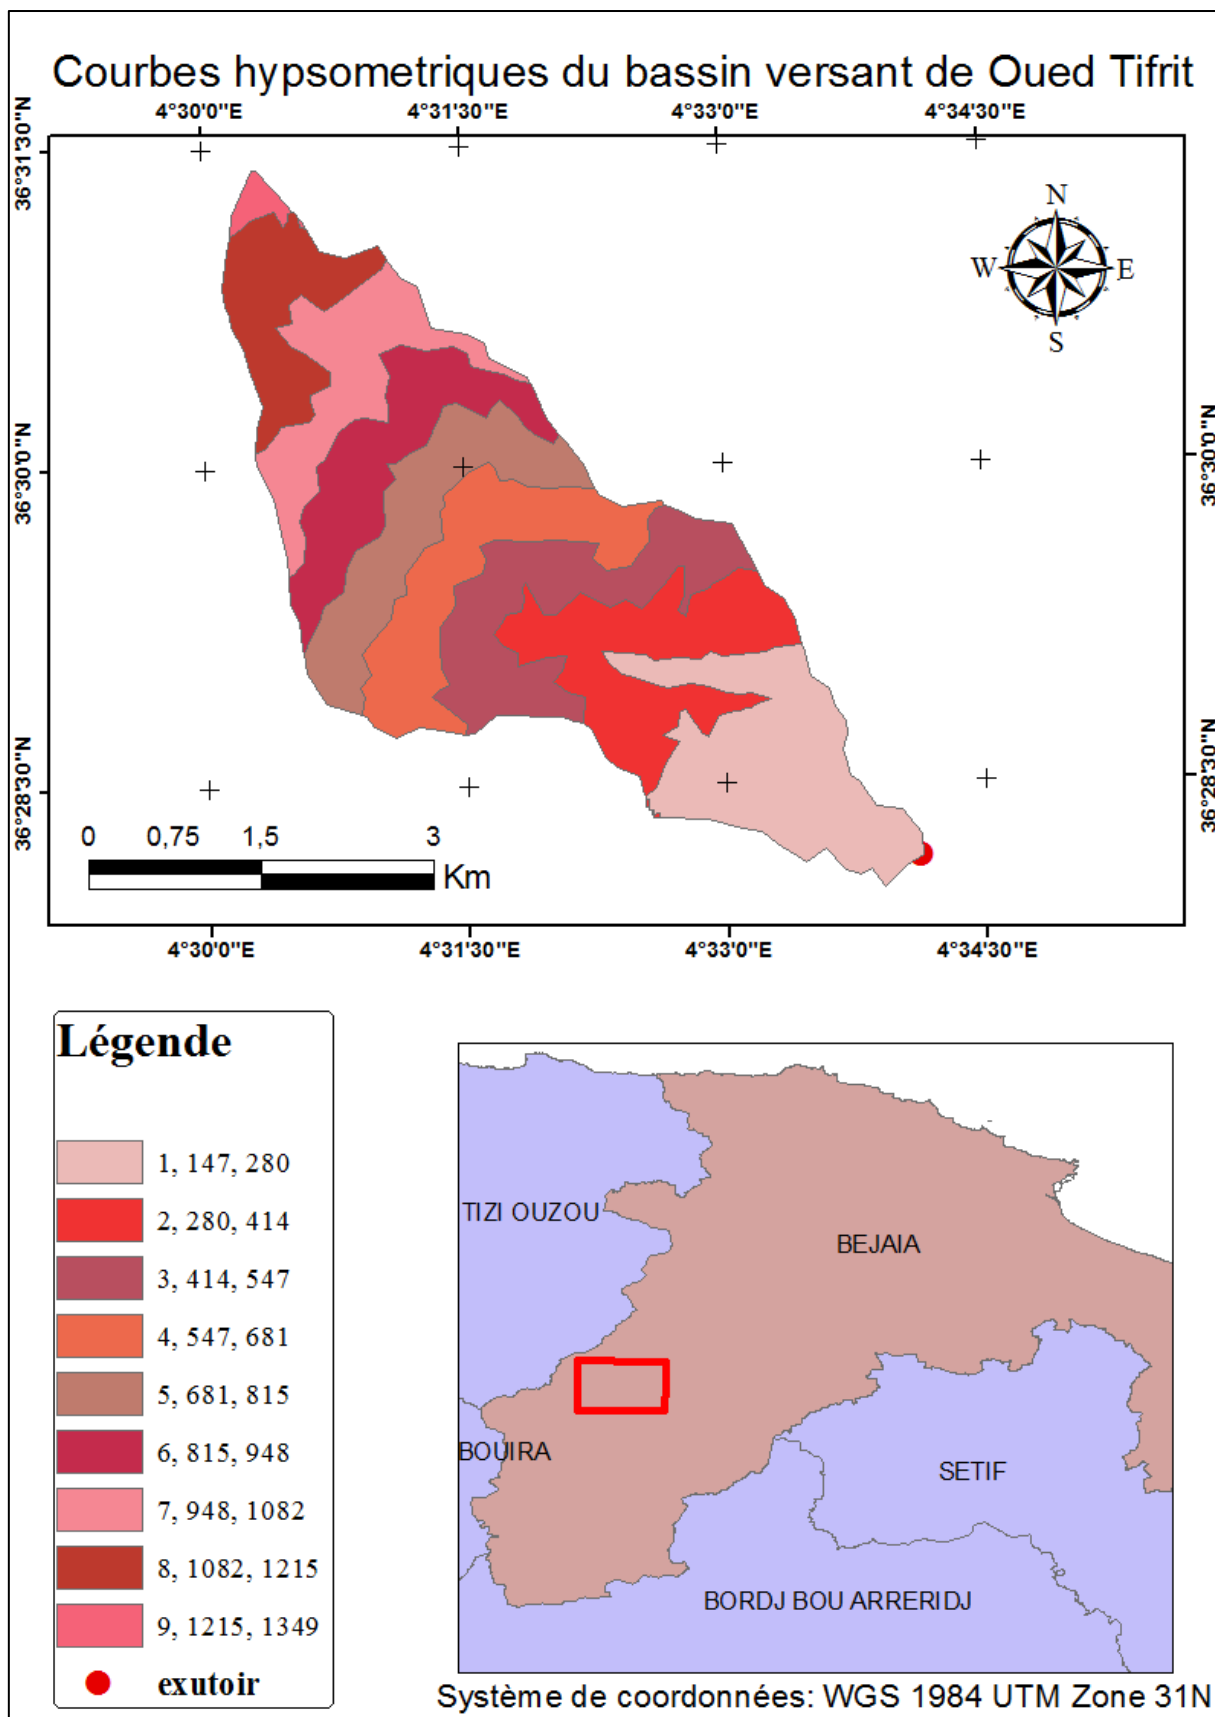 Courbes hypsometriques du bassin versant de Oued Tifrit
4°30'0"E 4°31'30"E 4°33'0"E 4°34'30"E
36°31'30"N
36°30'0"N
36°28'30"N
36°30'0"N
36°28'30"N
N
W E
S
0 0,75 1,5 3
Km
4°30'0"E 4°31'30"E 4°33'0"E 4°34'30"E
Légende
1, 147, 280
2, 280, 414
3, 414, 547
4, 547, 681
5, 681, 815
6, 815, 948
7, 948, 1082
8, 1082, 1215
9, 1215, 1349
exutoir
TIZI OUZOU
BEJAIA
BOUIRA
SETIF
BORDJ BOU ARRERIDJ
Système de coordonnées: WGS 1984 UTM Zone 31N